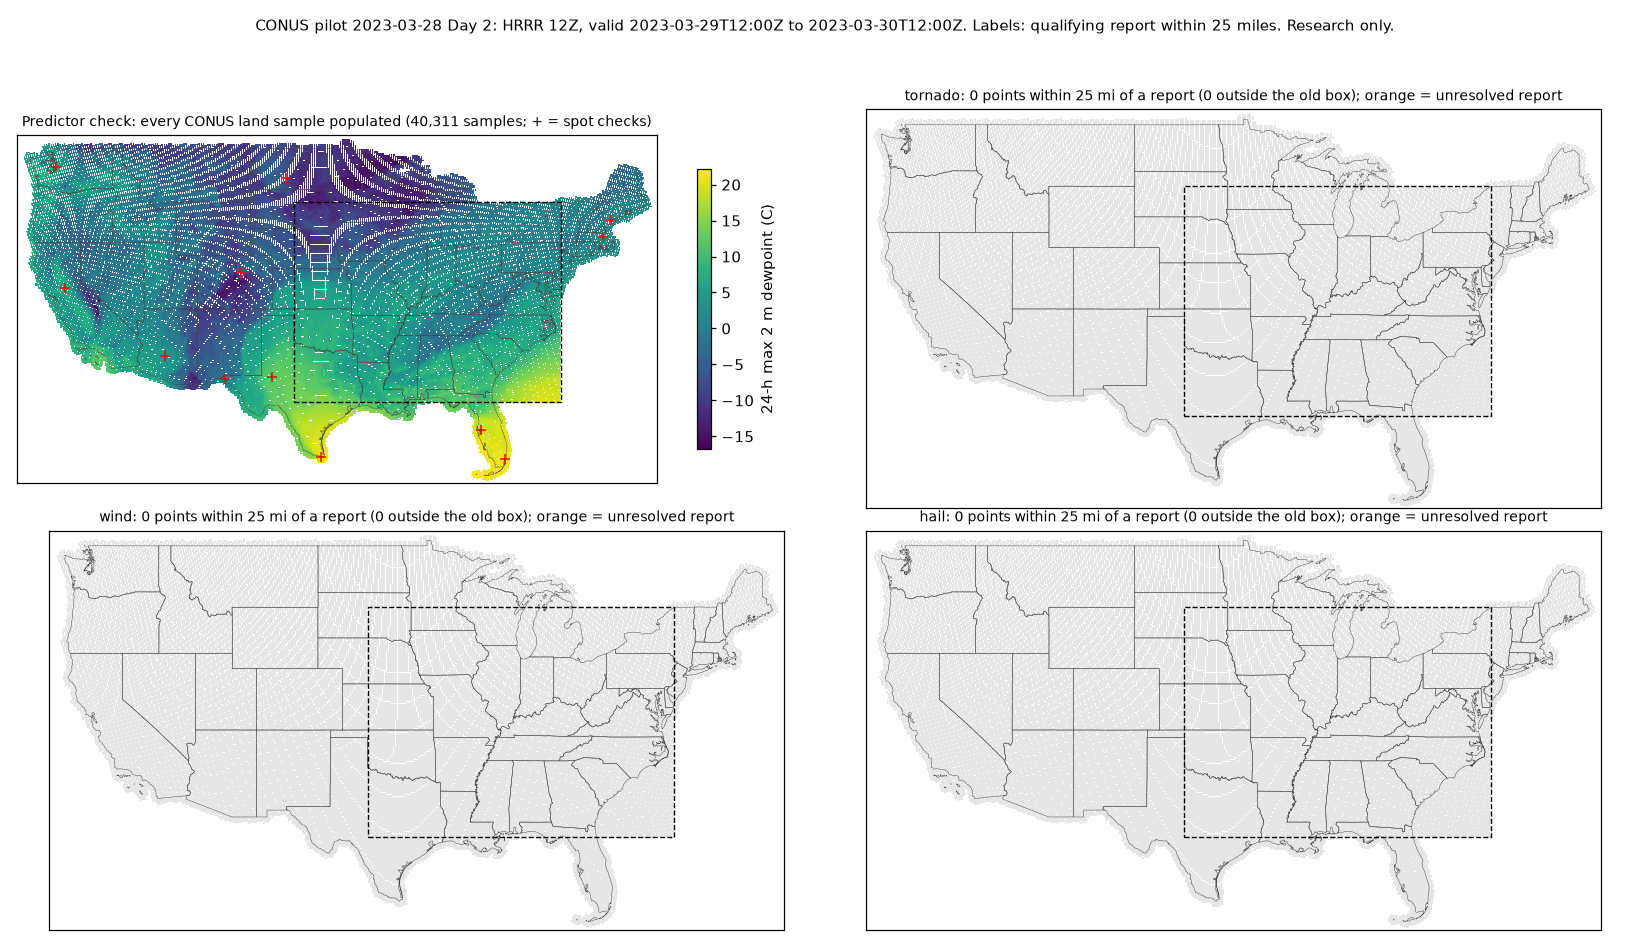 CONUS pilot 2023-03-28 Day 2: HRRR 12Z, valid 2023-03-29T12:00Z to 2023-03-30T12:00Z. Labels: qualifying report within 25 miles. Research only.
Predictor check: every CONUS land sample populated (40,311 samples; + = spot checks)
20
15
10
5
0
−5
−10
−15
24-h max 2 m dewpoint (C)
tornado: 0 points within 25 mi of a report (0 outside the old box); orange = unresolved report
wind: 0 points within 25 mi of a report (0 outside the old box); orange = unresolved report
hail: 0 points within 25 mi of a report (0 outside the old box); orange = unresolved report